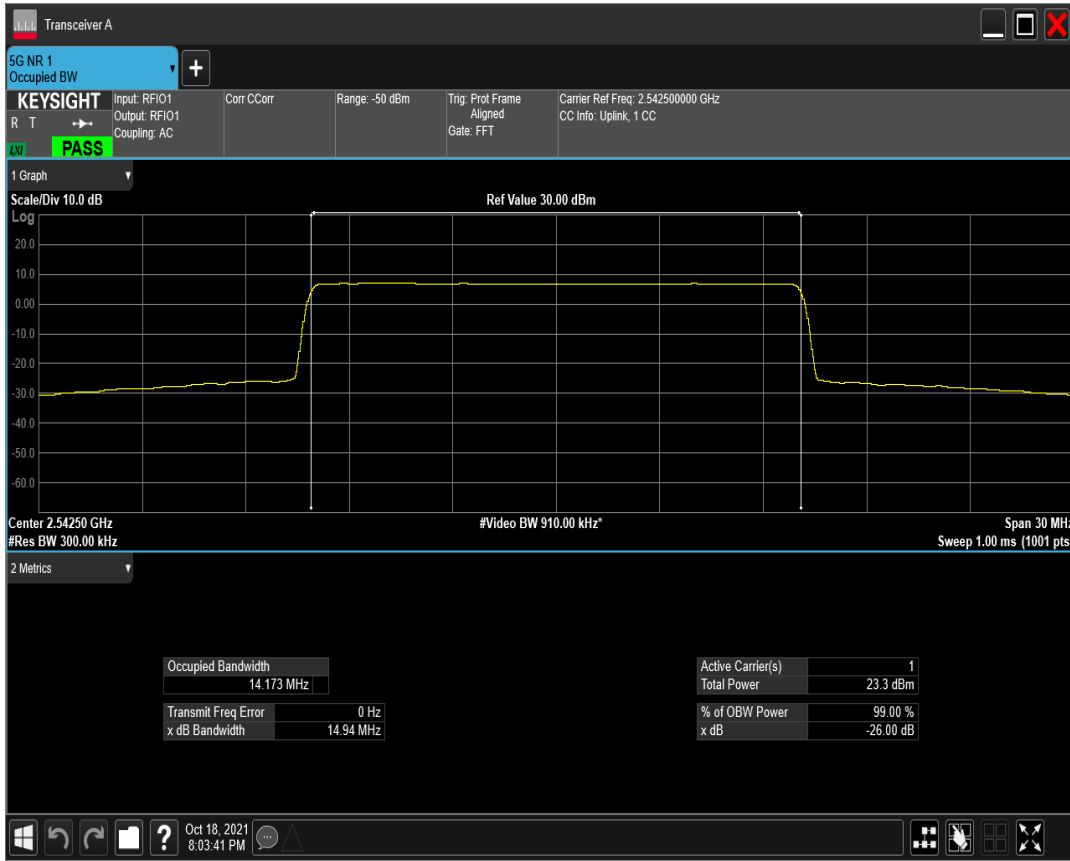 Transceiver A
5G NR 1
Occupied BW
+
KEYSIGHT
R T
LXI
PASS
Input: RFIO1
Output: RFIO1
Coupling: AC
Corr CCorr
Range: -50 dBm
Trig: Prot Frame
Aligned
Gate: FFT
Carrier Ref Freq: 2.542500000 GHz
CC Info: Uplink, 1 CC
1 Graph
Scale/Div 10.0 dB
Ref Value 30.00 dBm
Log
20.0
10.0
0.00
-10.0
-20.0
-30.0
-40.0
-50.0
-60.0
Center 2.54250 GHz
#Video BW 910.00 kHz*
Span 30 MHz
#Res BW 300.00 kHz
Sweep 1.00 ms (1001 pts
2 Metrics
Occupied Bandwidth
14.173 MHz
Transmit Freq Error 0 Hz
x dB Bandwidth 14.94 MHz
Active Carrier(s) 1
Total Power 23.3 dBm
% of OBW Power 99.00 %
x dB -26.00 dB
?
Oct 18, 2021
8:03:41 PM